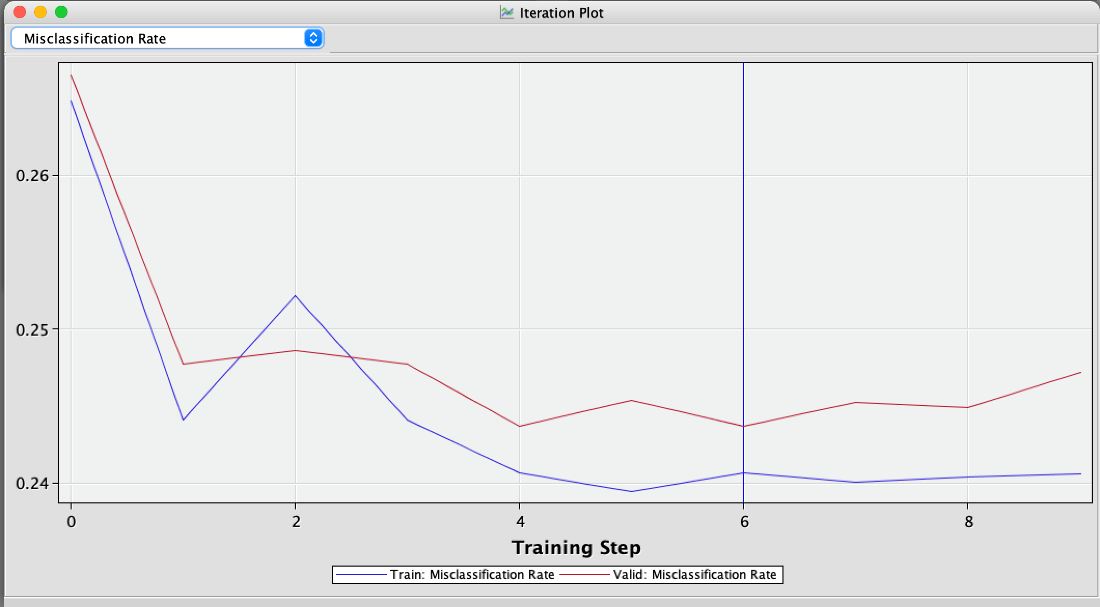 Iteration Plot
Misclassification Rate
0.26
0.25
0.24
0 2 4 6 8
Training Step
Train: Misclassification Rate Valid: Misclassification Rate